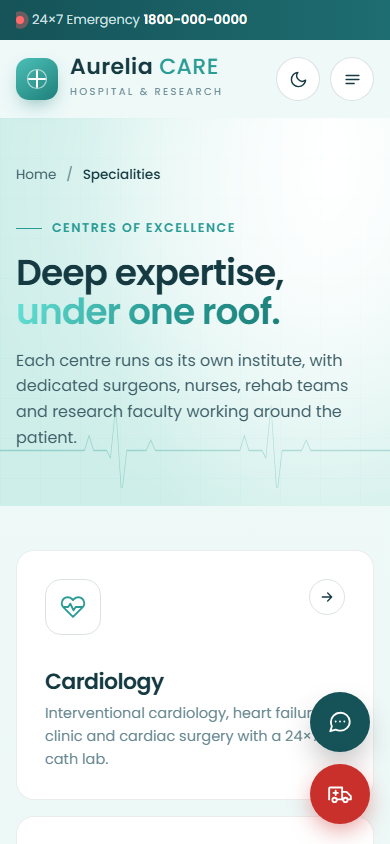 24×7 Emergency 1800-000-0000
Aurelia CARE
HOSPITAL & RESEARCH
Home / Specialities
CENTRES OF EXCELLENCE
Deep expertise,
under one roof.
Each centre runs as its own institute, with
dedicated surgeons, nurses, rehab teams
and research faculty working around the
patient.
Cardiology
Interventional cardiology, heart failur
clinic and cardiac surgery with a 24×
cath lab.